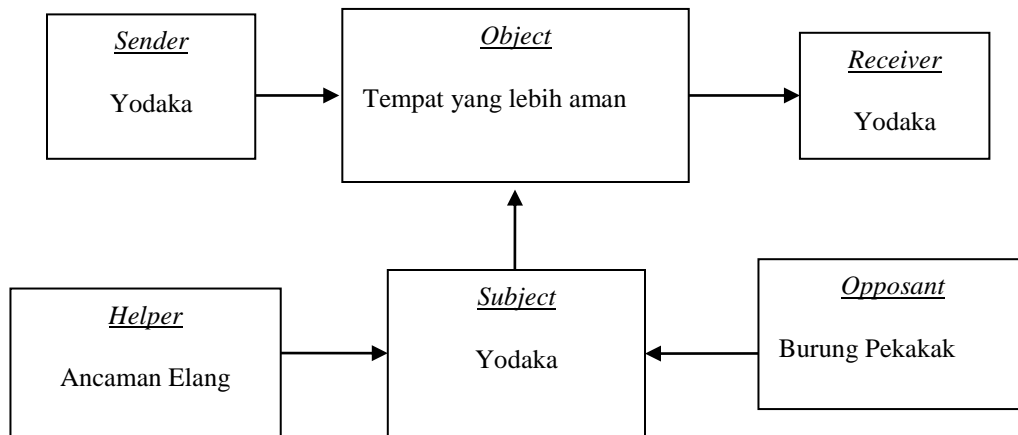 Sender
Yodaka
Object
Tempat yang lebih aman
Receiver
Yodaka
Helper
Ancaman Elang
Subject
Yodaka
Opposant
Burung Pekakak